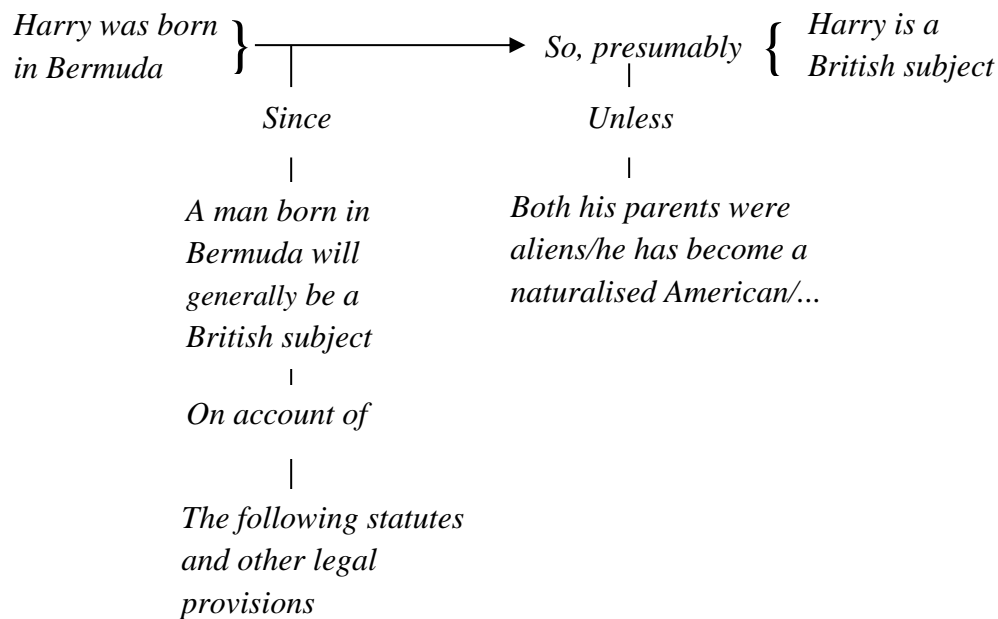 Harry was born
in Bermuda
So, presumably
Harry is a
British subject
Since
A man born in
Bermuda will
generally be a
British subject
On account of
The following statutes
and other legal
provisions
Unless
Both his parents were
aliens/he has become a
naturalised American/...